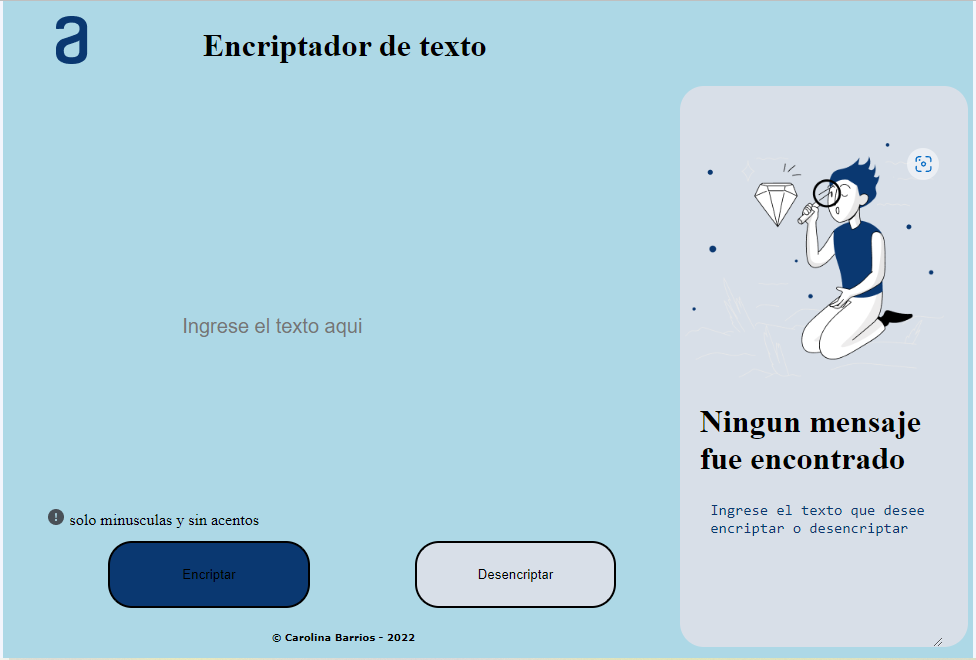 a
Encriptador de texto
Ingrese el texto aqui
Ningun mensaje
fue encontrado
Ingrese el texto que desee
encriptar o desencriptar
! solo minusculas y sin acentos
Encriptar
Desencriptar
© Carolina Barrios - 2022